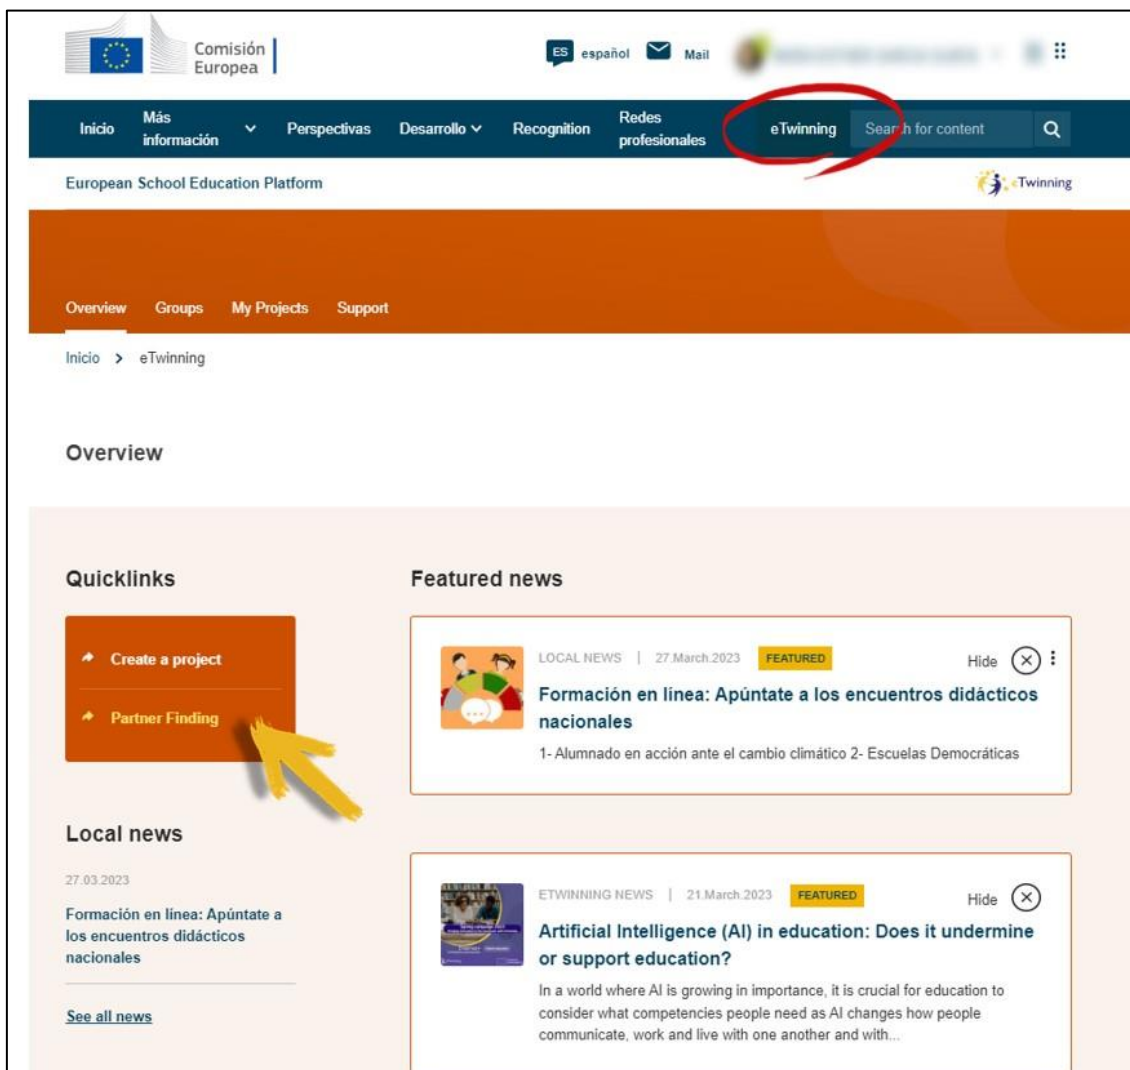 Comisión
Europea
ES español Mail
Inicio Más información Perspectivas Desarrollo Recognition Redes profesionales eTwinning Search for content
European School Education Platform
eTwinning
Overview Groups My Projects Support
Inicio > eTwinning
Overview
Quicklinks
Create a project
Partner Finding
Local news
27.03.2023
Formación en línea: Apúntate a
los encuentros didácticos
nacionales
See all news
Featured news
LOCAL NEWS | 27.March.2023 FEATURED Hide
Formación en línea: Apúntate a los encuentros didácticos
nacionales
1- Alumnado en acción ante el cambio climático 2- Escuelas Democráticas
ETWINNING NEWS | 21.March.2023 FEATURED Hide
Artificial Intelligence (AI) in education: Does it undermine
or support education?
In a world where AI is growing in importance, it is crucial for education to
consider what competencies people need as AI changes how people
communicate, work and live with one another and with...